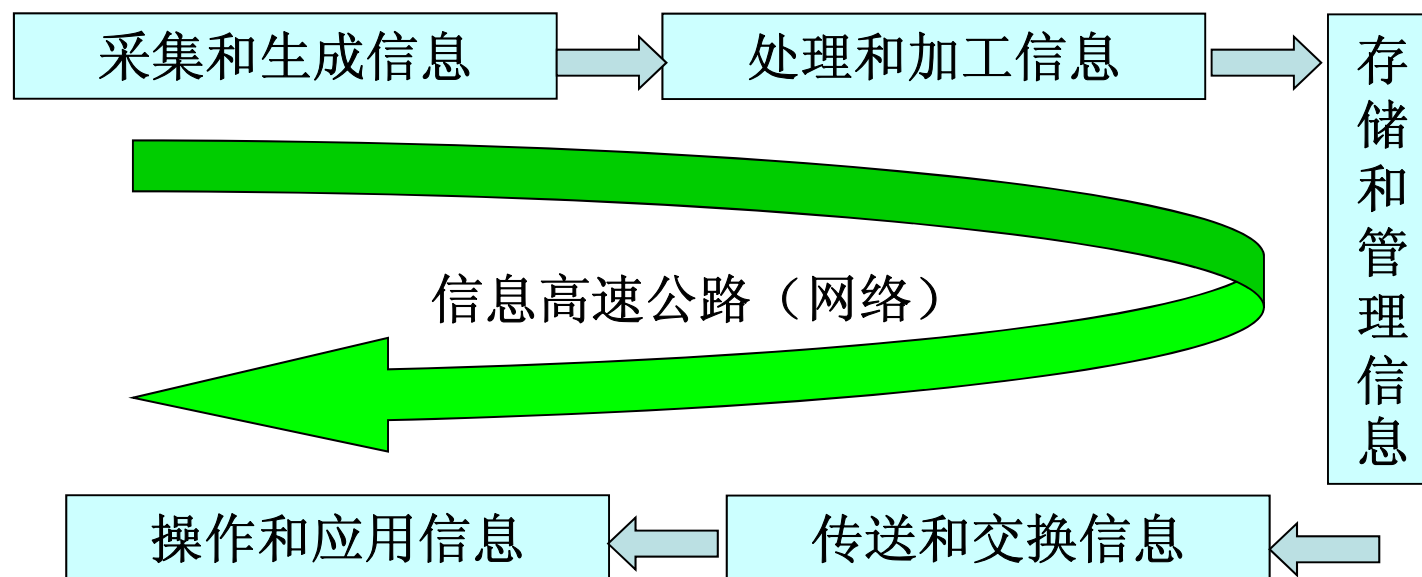 采集和生成信息
处理和加工信息
存储和管理信息
信息高速公路（网络）
传送和交换信息
操作和应用信息